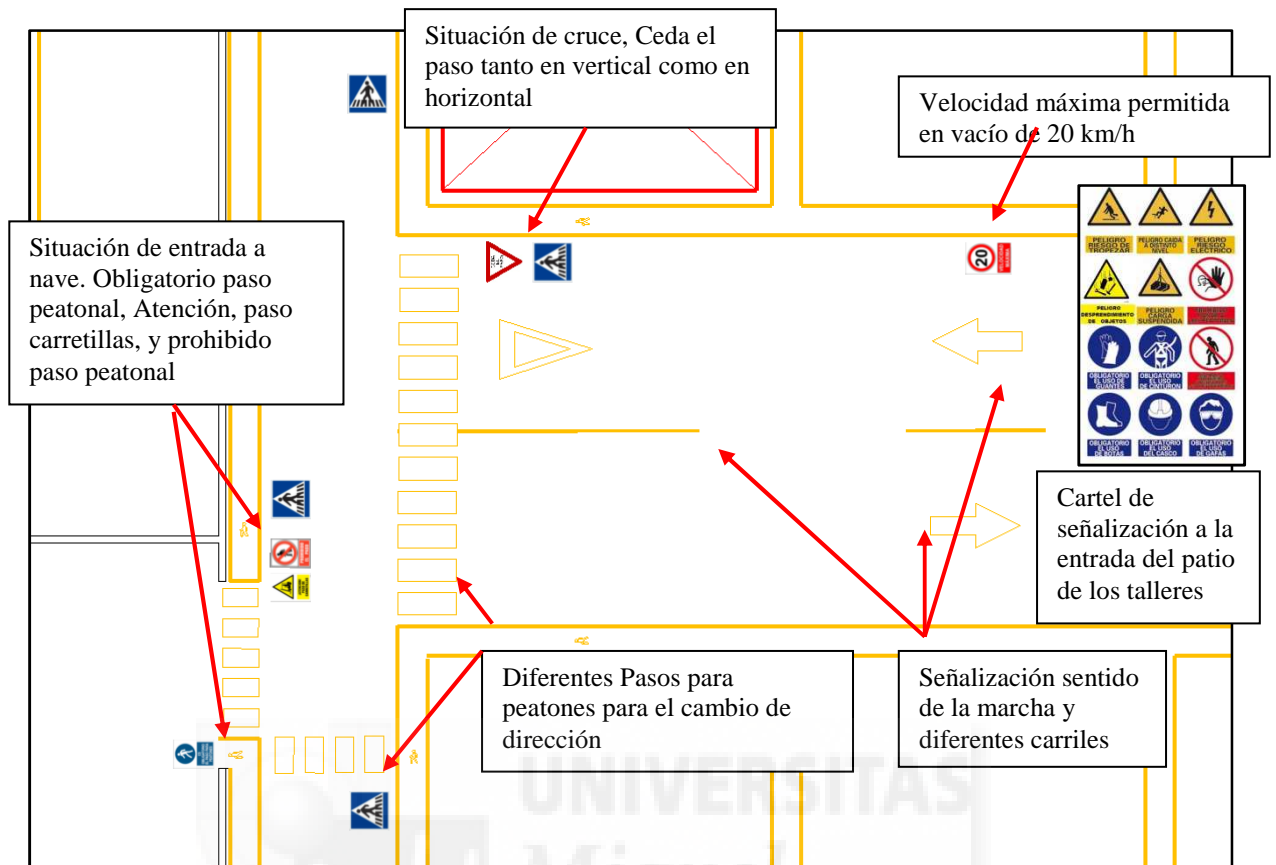 Situación de cruce, Ceda el
paso tanto en vertical como en
horizontal
Velocidad máxima permitida
en vacío de 20 km/h
Situación de entrada a
nave. Obligatorio paso
peatonal, Atención, paso
carretillas, y prohibido
paso peatonal
20
PELIGRO
RIESGO DE
TROPEZAR
PELIGRO CAIDA
A DISTINTO
NIVEL
PELIGRO
RIESGO
ELECTRICO
PELIGRO
DESPRENDIMIENTO
DE OBJETOS
PELIGRO
CARGA
SUSPENDIDA
OBLIGATORIO
EL USO DE
GUANTES
OBLIGATORIO
EL USO
DE CINTURON
OBLIGATORIO
EL USO
DE BOTAS
OBLIGATORIO
EL USO
DEL CASCO
OBLIGATORIO
EL USO
DE GAFAS
Cartel de
señalización a la
entrada del patio
de los talleres
Diferentes Pasos para
peatones para el cambio de
dirección
Señalización sentido
de la marcha y
diferentes carriles
UNIVERSITAS
Miguel